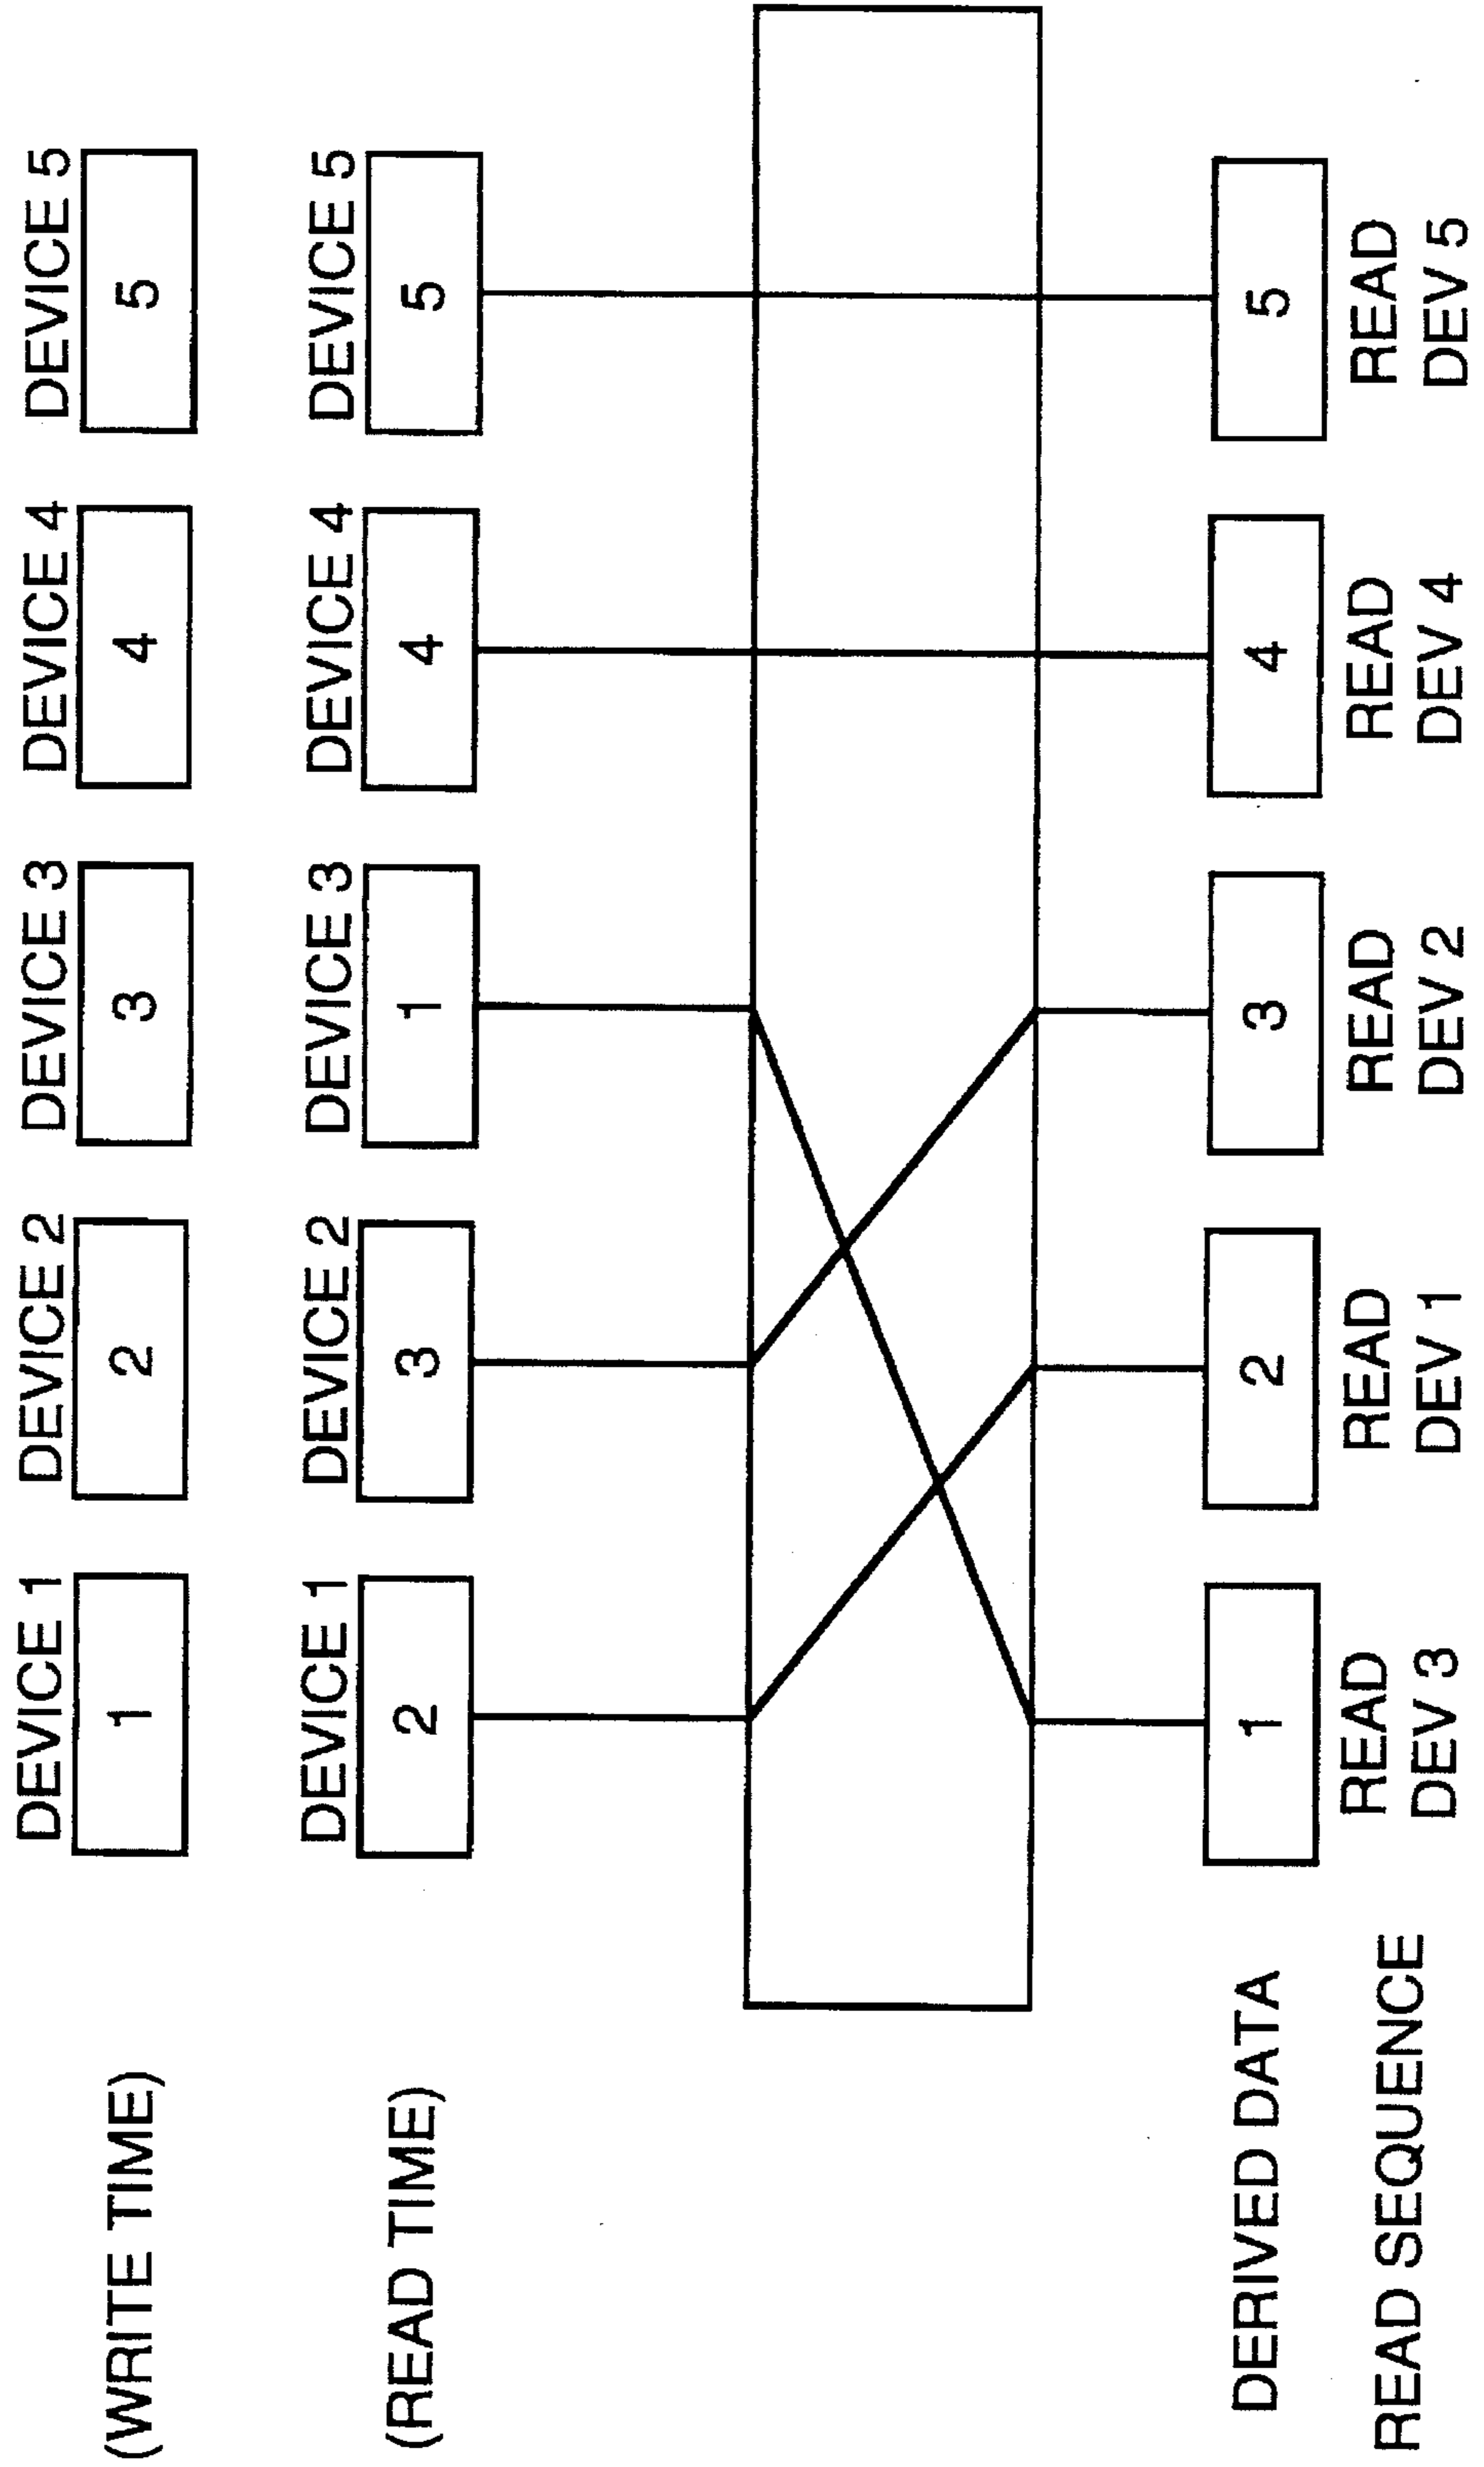 DEVICE 1 DEVICE 2 DEVICE 3 DEVICE 4 DEVICE 5
(WRITE TIME) 1 2 3 4 5
DEVICE 1 DEVICE 2 DEVICE 3 DEVICE 4 DEVICE 5
(READ TIME) 2 3 1 4 5
DERIVED DATA 1 2 3 4 5
READ SEQUENCE READ READ READ READ READ
DEV 3 DEV 1 DEV 2 DEV 4 DEV 5